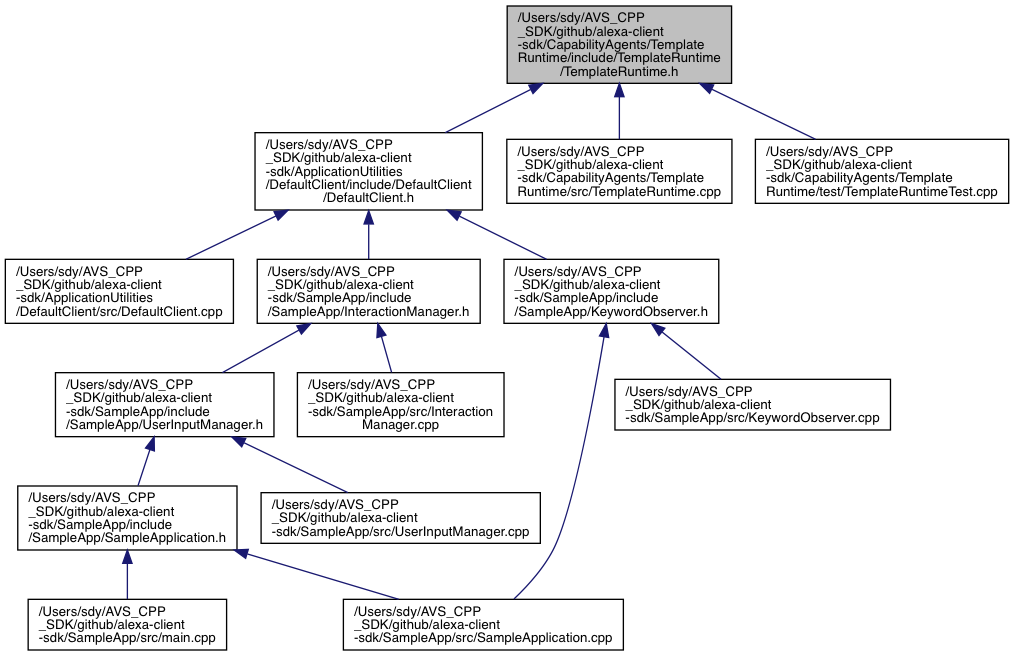 /Users/sdy/AVS_CPP
_SDK/github/alexa-client
-sdk/CapabilityAgents/Template
Runtime/include/TemplateRuntime
/TemplateRuntime.h
/Users/sdy/AVS_CPP
_SDK/github/alexa-client
-sdk/ApplicationUtilities
/DefaultClient/include/DefaultClient
/DefaultClient.h
/Users/sdy/AVS_CPP
_SDK/github/alexa-client
-sdk/CapabilityAgents/Template
Runtime/src/TemplateRuntime.cpp
/Users/sdy/AVS_CPP
_SDK/github/alexa-client
-sdk/CapabilityAgents/Template
Runtime/test/TemplateRuntimeTest.cpp
/Users/sdy/AVS_CPP
_SDK/github/alexa-client
-sdk/ApplicationUtilities
/DefaultClient/src/DefaultClient.cpp
/Users/sdy/AVS_CPP
_SDK/github/alexa-client
-sdk/SampleApp/include
/SampleApp/InteractionManager.h
/Users/sdy/AVS_CPP
_SDK/github/alexa-client
-sdk/SampleApp/include
/SampleApp/KeywordObserver.h
/Users/sdy/AVS_CPP
_SDK/github/alexa-client
-sdk/SampleApp/include
/SampleApp/UserInputManager.h
/Users/sdy/AVS_CPP
_SDK/github/alexa-client
-sdk/SampleApp/src/Interaction
Manager.cpp
/Users/sdy/AVS_CPP
_SDK/github/alexa-client
-sdk/SampleApp/src/KeywordObserver.cpp
/Users/sdy/AVS_CPP
_SDK/github/alexa-client
-sdk/SampleApp/include
/SampleApp/SampleApplication.h
/Users/sdy/AVS_CPP
_SDK/github/alexa-client
-sdk/SampleApp/src/UserInputManager.cpp
/Users/sdy/AVS_CPP
_SDK/github/alexa-client
-sdk/SampleApp/src/main.cpp
/Users/sdy/AVS_CPP
_SDK/github/alexa-client
-sdk/SampleApp/src/SampleApplication.cpp